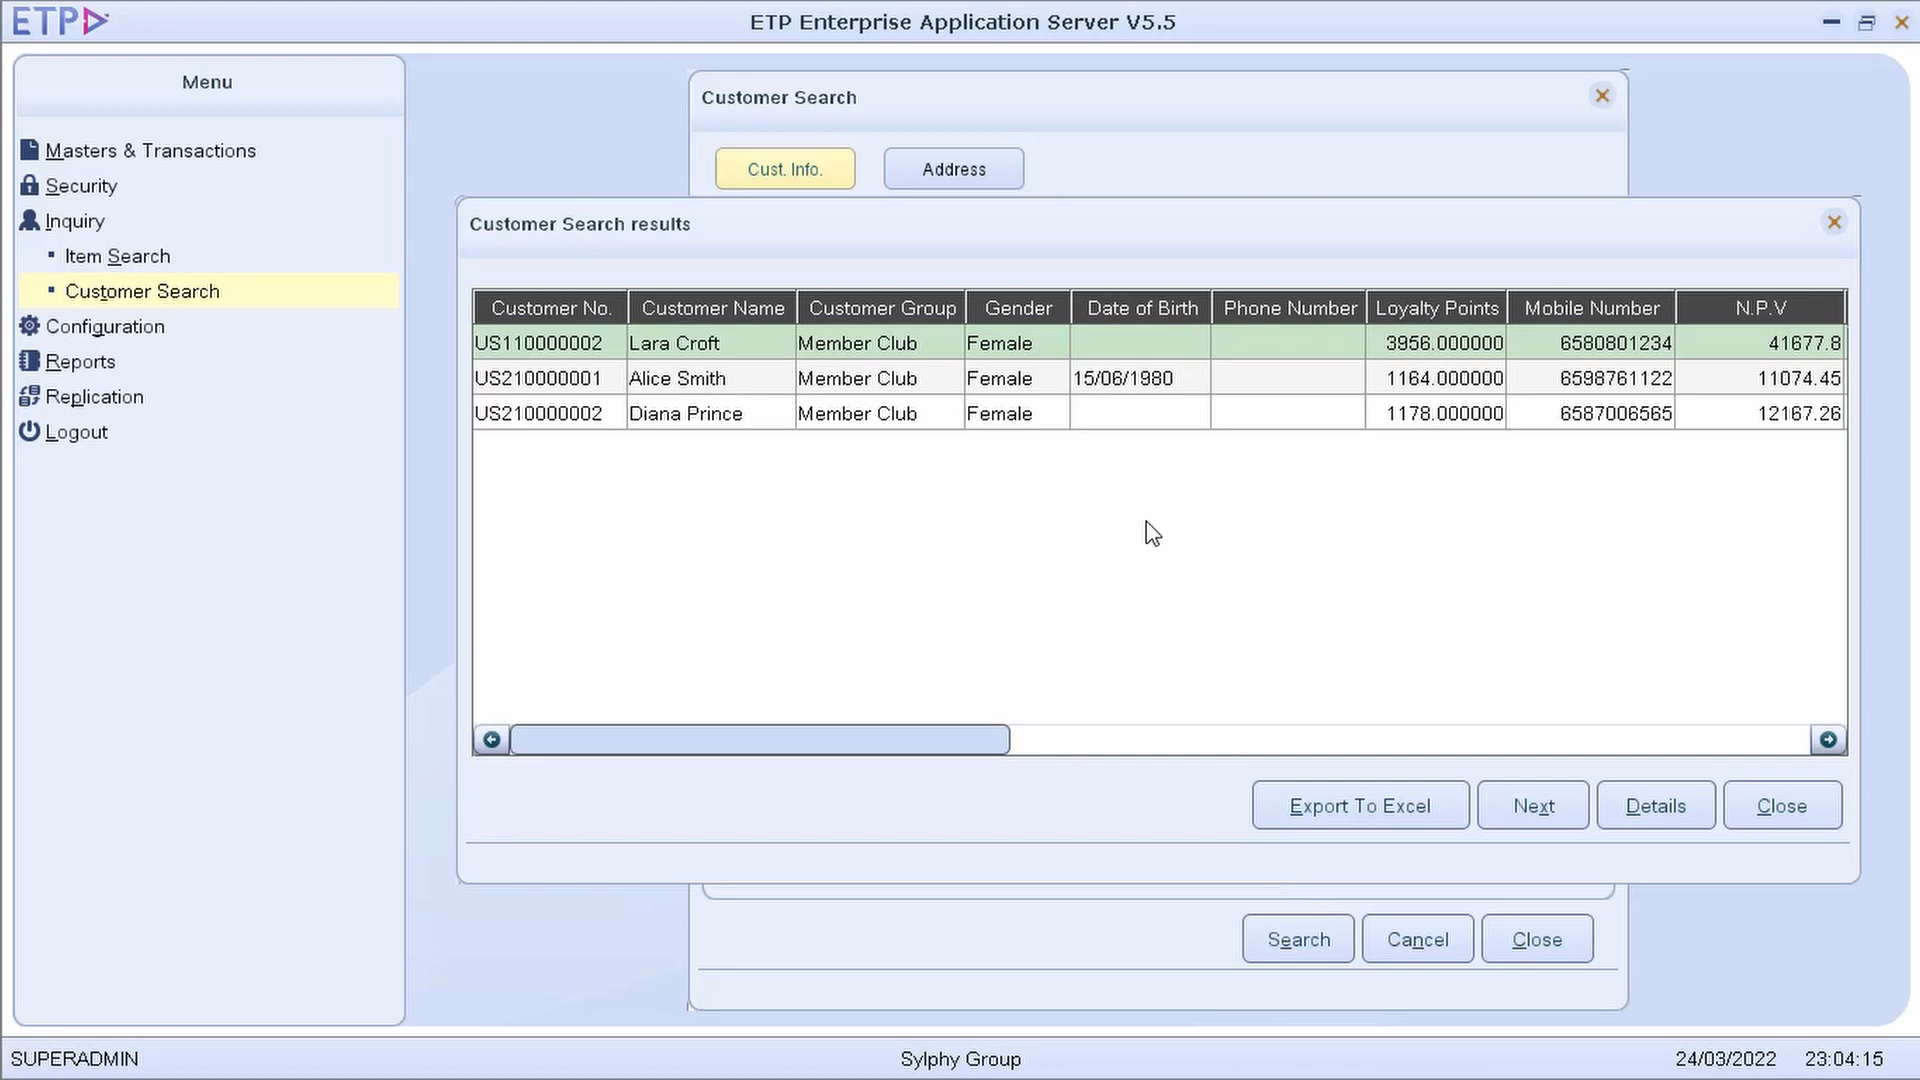 ETP
ETP Enterprise Application Server V5.5
Menu
Masters & Transactions
Security
Inquiry
Item Search
Customer Search
Configuration
Reports
Replication
Logout
Customer Search
Cust. Info. Address
Customer Search results
Customer No. Customer Name Customer Group Gender Date of Birth Phone Number Loyalty Points Mobile Number N.P.V
US110000002 Lara Croft Member Club Female 3956.000000 6580801234 41677.8
US210000001 Alice Smith Member Club Female 15/06/1980 1164.000000 6598761122 11074.45
US210000002 Diana Prince Member Club Female 1178.000000 6587006565 12167.26
Export To Excel Next Details Close
Search Cancel Close
SUPERADMIN Sylphy Group 24/03/2022 23:04:15